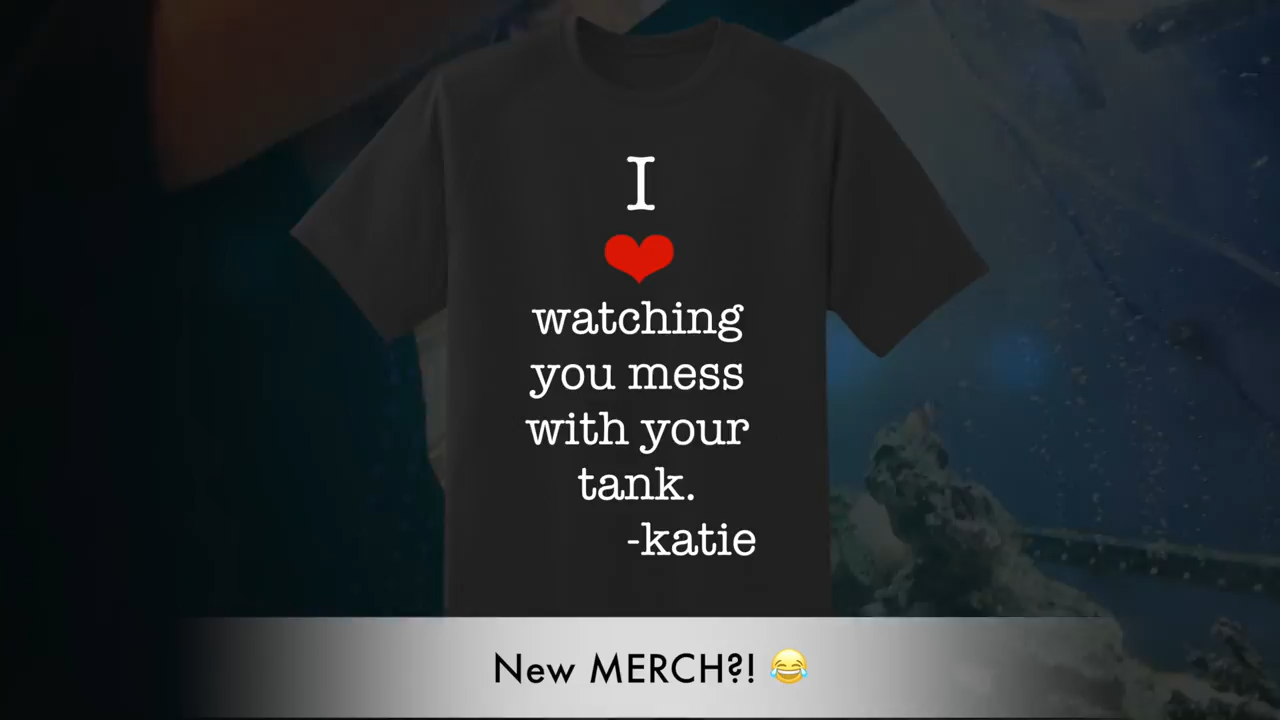 I
❤
watching
you mess
with your
tank.
-katie
New MERCH?! 😂